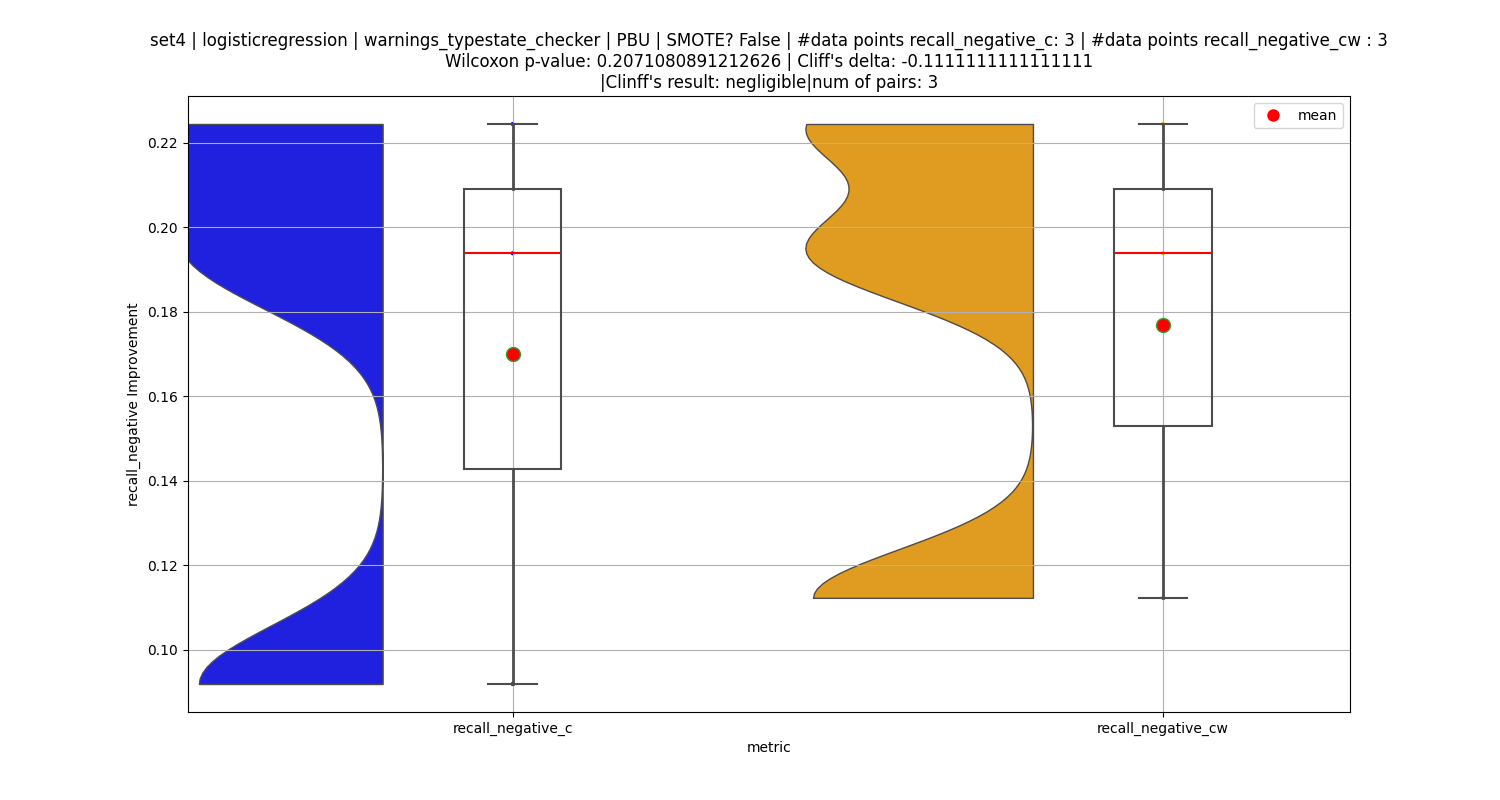 set4 | logisticregression | warnings_typestate_checker | PBU | SMOTE? False | #data points recall_negative_c: 3 | #data points recall_negative_cw : 3
Wilcoxon p-value: 0.2071080891212626 | Cliff's delta: -0.1111111111111111
|Clinff's result: negligible|num of pairs: 3
mean
0.22
0.20
0.18
0.16
0.14
0.12
0.10
recall_negative Improvement
recall_negative_c
recall_negative_cw
metric